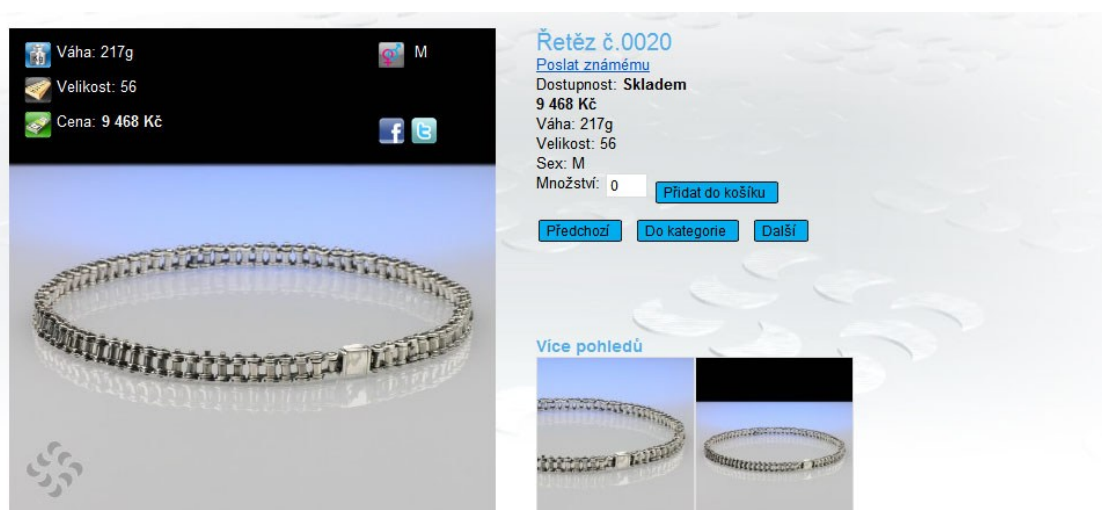 Váha: 217g
M
Velikost: 56
Cena: 9 468 Kč
Řetěz č.0020
Poslat známému
Dostupnost: Skladem
9 468 Kč
Váha: 217g
Velikost: 56
Sex: M
Množství: 0 Přidat do košíku
Předchozí Do kategorie Další
Více pohledů